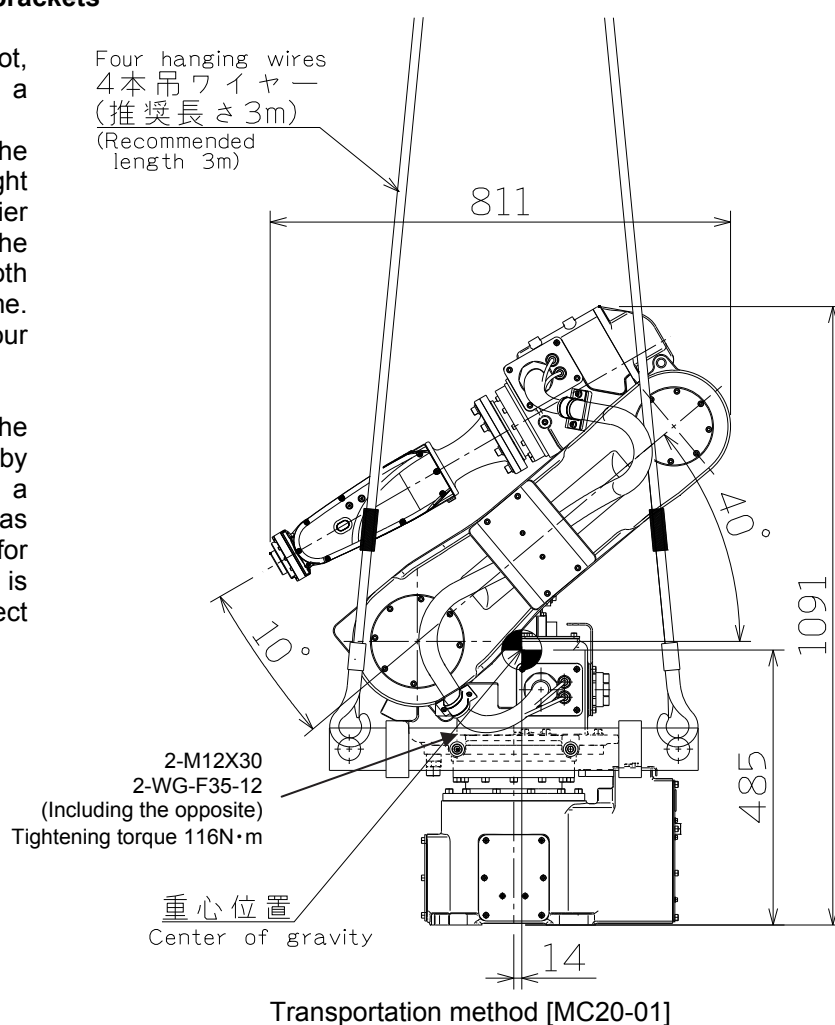 brackets
ot,
a
he
ght
ier
he
oth
ne.
our
he
by
a
as
for
is
ect
Four hanging wires
4本吊ワイヤー
(推奨長さ3m)
(Recommended
length 3m)
811
40°
1091
10°
485
2-M12X30
2-WG-F35-12
(Including the opposite)
Tightening torque 116N･m
重心位置
Center of gravity
14
Transportation method [MC20-01]